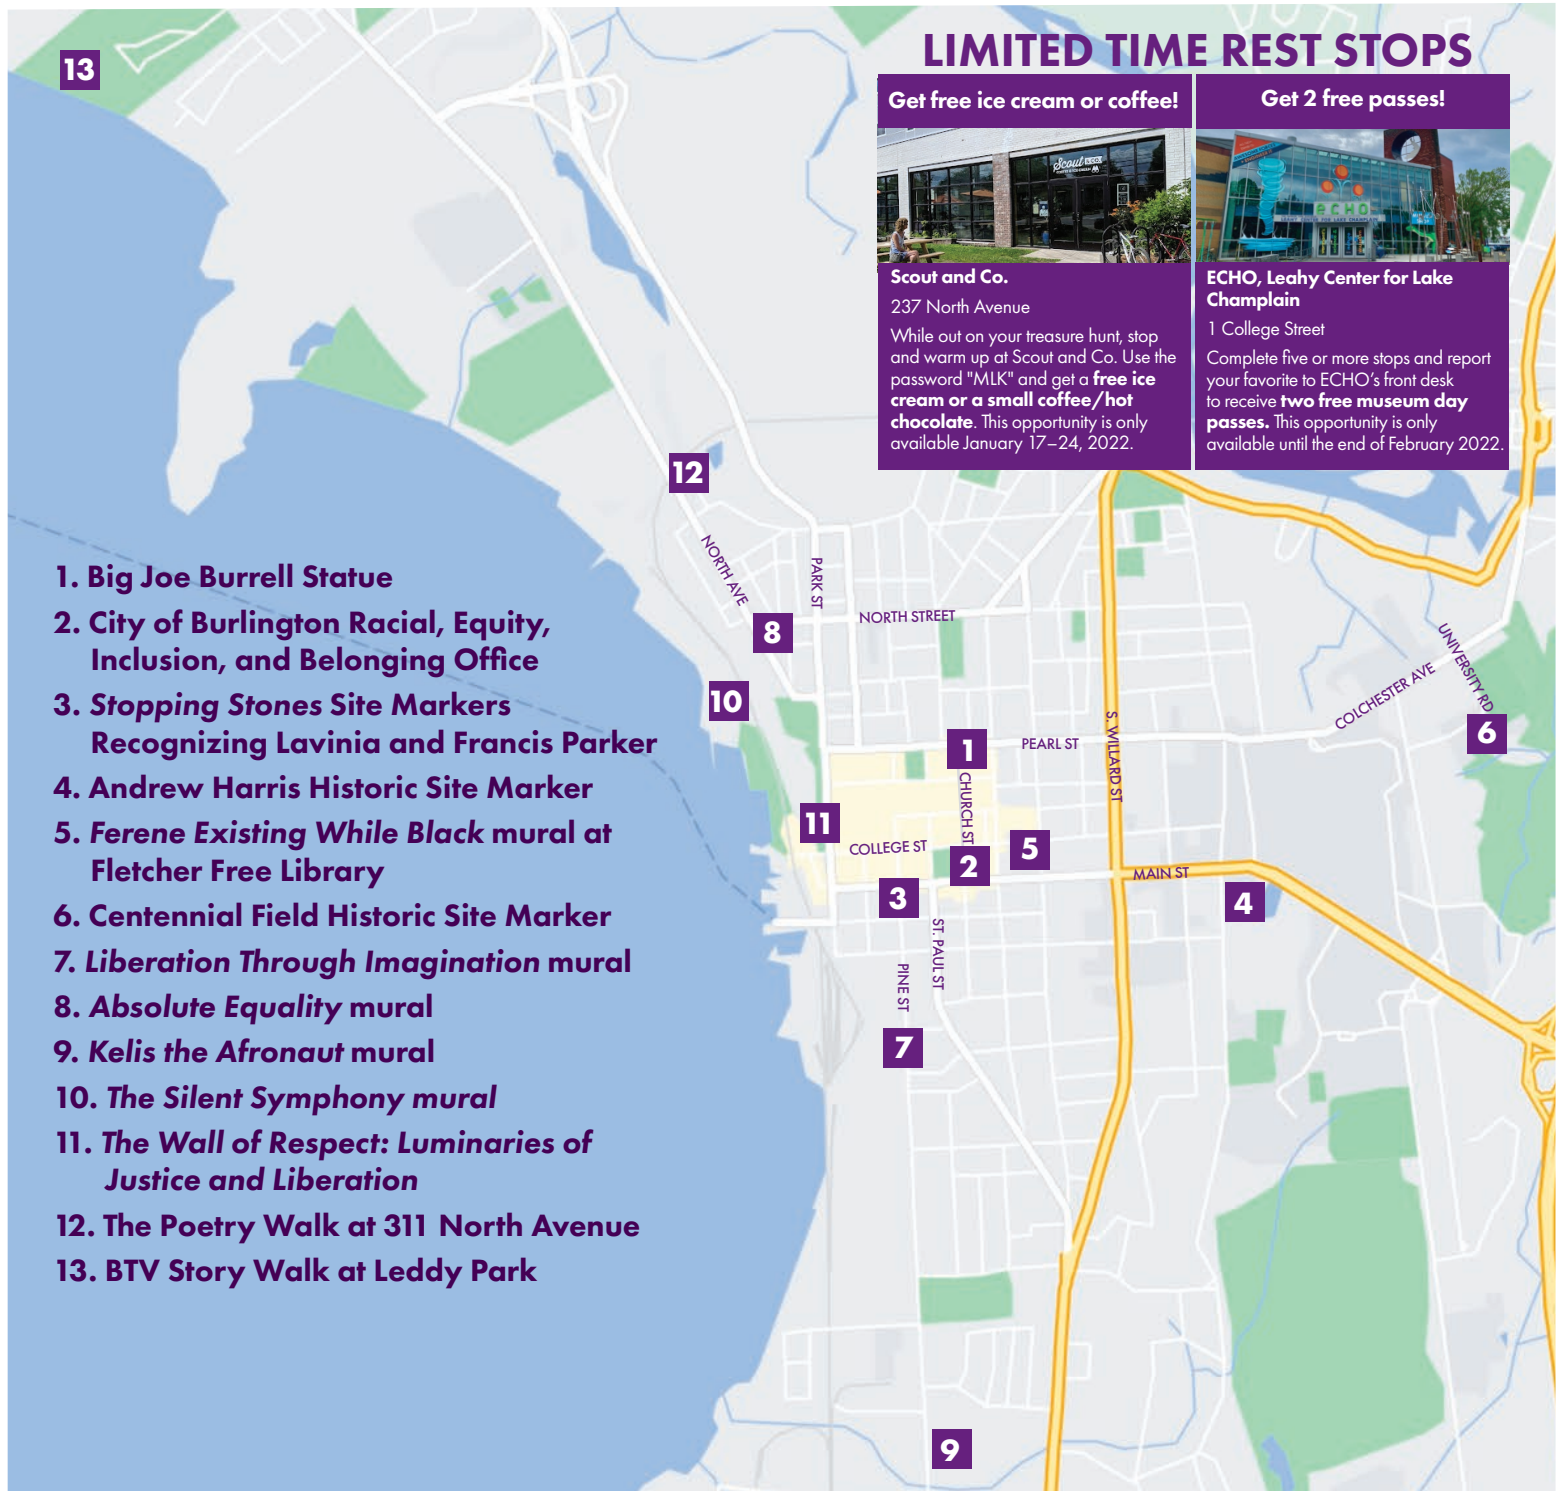 13
LIMITED TIME REST STOPS
Get free ice cream or coffee!
Scout & CO.
Scout and Co.
237 North Avenue
While out on your treasure hunt, stop
and warm up at Scout and Co. Use the
password "MLK" and get a free ice
cream or a small coffee/hot
chocolate. This opportunity is only
available January 17–24, 2022.
Get 2 free passes!
ECHO
LEAHY CENTER FOR LAKE CHAMPLAIN
ECHO, Leahy Center for Lake
Champlain
1 College Street
Complete five or more stops and report
your favorite to ECHO’s front desk
to receive two free museum day
passes. This opportunity is only
available until the end of February 2022.
1. Big Joe Burrell Statue
2. City of Burlington Racial, Equity,
Inclusion, and Belonging Office
3. Stopping Stones Site Markers
Recognizing Lavinia and Francis Parker
4. Andrew Harris Historic Site Marker
5. Ferene Existing While Black mural at
Fletcher Free Library
6. Centennial Field Historic Site Marker
7. Liberation Through Imagination mural
8. Absolute Equality mural
9. Kelis the Afronaut mural
10. The Silent Symphony mural
11. The Wall of Respect: Luminaries of
Justice and Liberation
12. The Poetry Walk at 311 North Avenue
13. BTV Story Walk at Leddy Park
12
NORTH AVE
PARK ST
NORTH STREET
8
UNIVERSITY RD
COLCHESTER AVE
10
6
1
PEARL ST
S. WILLARD ST
CHURCH ST
11
COLLEGE ST
5
2
MAIN ST
3
4
ST. PAUL ST
PINE ST
7
9